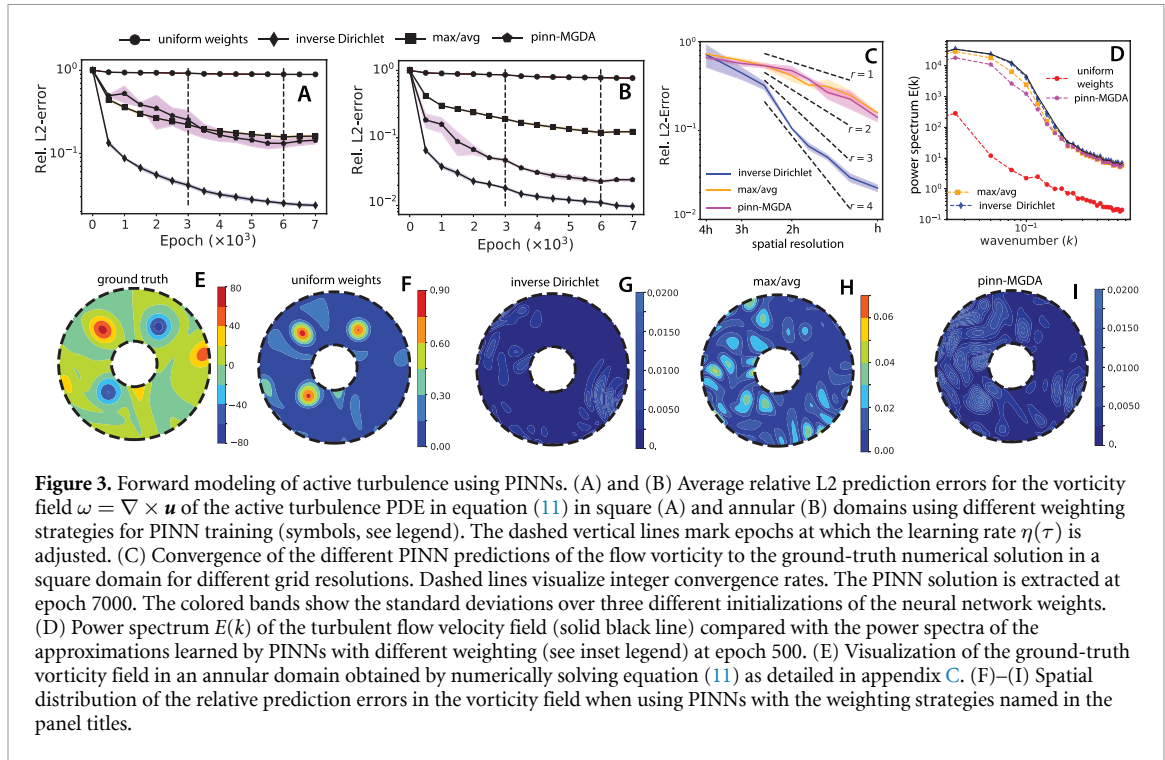 uniform weights inverse Dirichlet max/avg pinn-MGDA
A
10⁰
10⁻¹
Rel. L2-error
0 1 2 3 4 5 6 7
Epoch (×10³)
B
10⁰
10⁻¹
10⁻²
Rel. L2-error
0 1 2 3 4 5 6 7
Epoch (×10³)
C
10⁰
10⁻¹
10⁻²
Rel. L2-Error
r = 1
r = 2
r = 3
r = 4
inverse Dirichlet
max/avg
pinn-MGDA
4h 3h 2h h
spatial resolution
D
10⁴
10³
10²
10¹
10⁰
10⁻¹
power spectrum E(k)
uniform
weights
pinn-MGDA
max/avg
inverse Dirichlet
10⁻¹
wavenumber (k)
ground truth E
80
40
0
−40
−80
uniform weights F
0.90
0.60
0.30
0.00
inverse Dirichlet G
0,0200
0.0150
0.0100
0.0050
0.
max/avg H
0.06
0.04
0.02
0.00
pinn-MGDA I
0.0200
0.0150
0.0100
0.0050
0.
Figure 3. Forward modeling of active turbulence using PINNs. (A) and (B) Average relative L2 prediction errors for the vorticity
field ω = ∇ × u of the active turbulence PDE in equation (11) in square (A) and annular (B) domains using different weighting
strategies for PINN training (symbols, see legend). The dashed vertical lines mark epochs at which the learning rate η(τ) is
adjusted. (C) Convergence of the different PINN predictions of the flow vorticity to the ground-truth numerical solution in a
square domain for different grid resolutions. Dashed lines visualize integer convergence rates. The PINN solution is extracted at
epoch 7000. The colored bands show the standard deviations over three different initializations of the neural network weights.
(D) Power spectrum E(k) of the turbulent flow velocity field (solid black line) compared with the power spectra of the
approximations learned by PINNs with different weighting (see inset legend) at epoch 500. (E) Visualization of the ground-truth
vorticity field in an annular domain obtained by numerically solving equation (11) as detailed in appendix C. (F)–(I) Spatial
distribution of the relative prediction errors in the vorticity field when using PINNs with the weighting strategies named in the
panel titles.